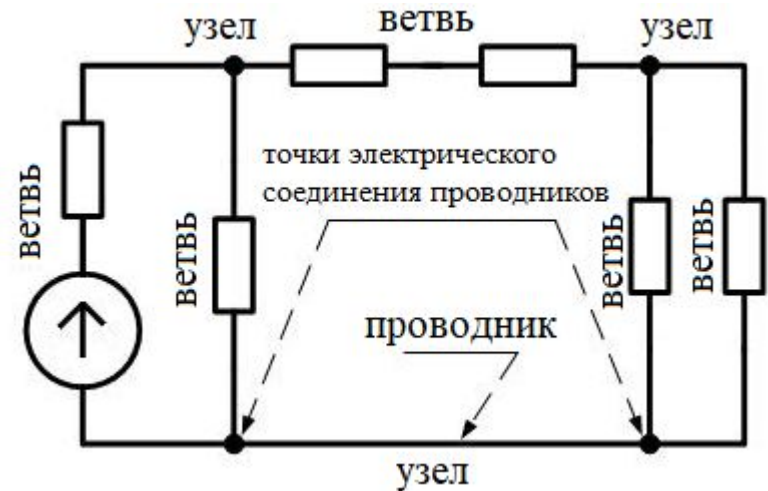 узел
ветвь
узел
точки электрического
соединения проводников
ветвь
ветвь
ветвь
ветвь
проводник
узел